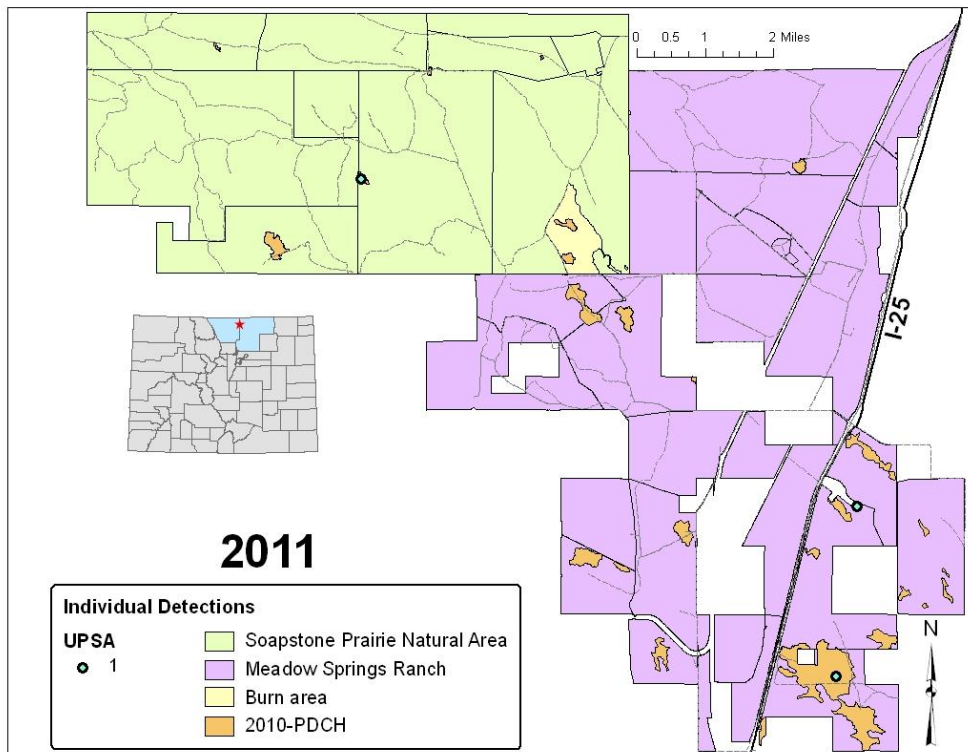 0 0.5 1 2 Miles
I-25
2011
Individual Detections
UPSA
1
Soapstone Prairie Natural Area
Meadow Springs Ranch
Burn area
2010-PDCH
N